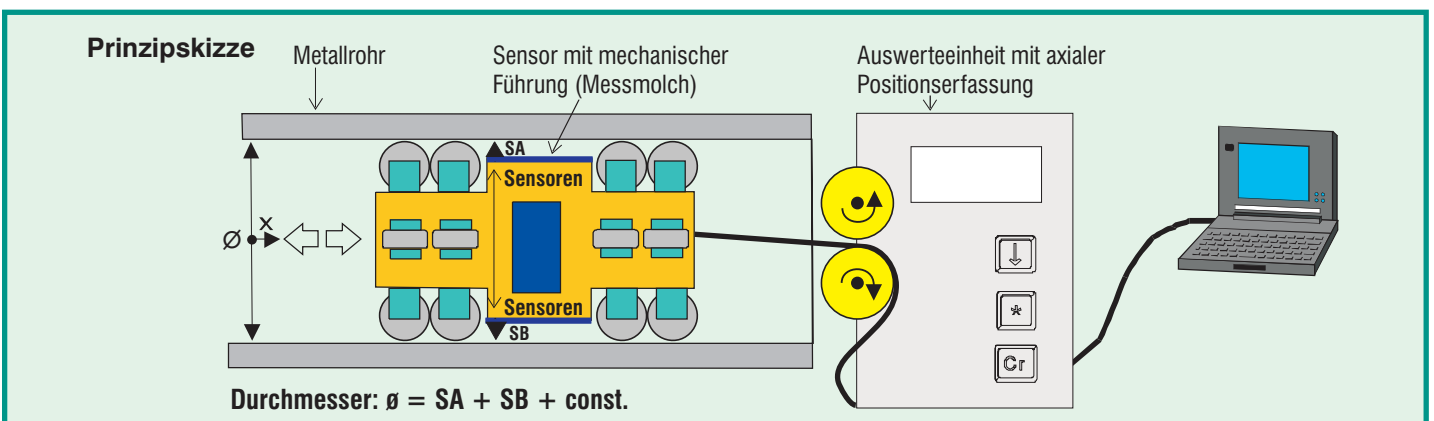 Prinzipskizze
Metallrohr
Sensor mit mechanischer
Führung (Messmolch)
Auswerteeinheit mit axialer
Positionserfassung
SA
Sensoren
x
Ø
Sensoren
SB
*
Cr
Durchmesser: ø = SA + SB + const.